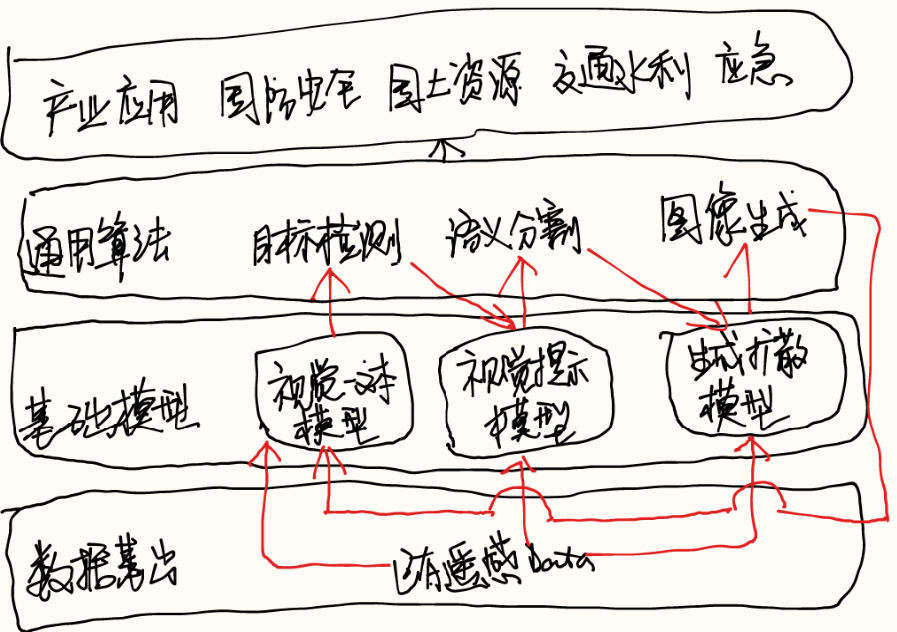 产业应用 国防安全 国土资源 交通水利 应急
通用算法 目标检测 语义分割 图像生成
基础模型
视觉-文本
模型
视觉提示
模型
生成扩散
模型
数据基础 已有遥感Data